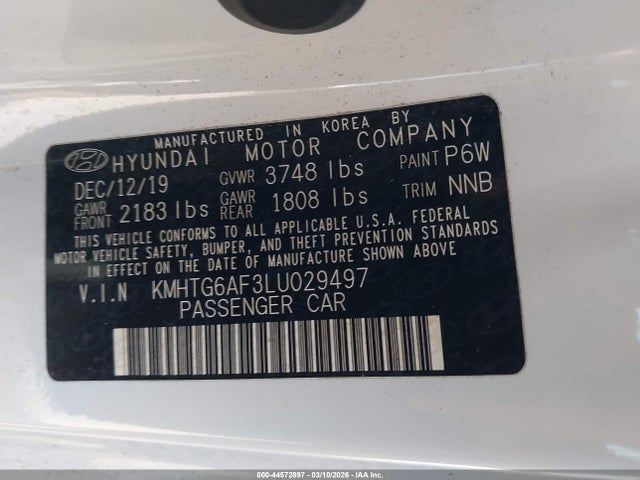 MANUFACTURED IN KOREA BY
HYUNDAI MOTOR COMPANY
DEC/12/19 GVWR 3748 lbs PAINT P6W
GAWR FRONT 2183 lbs GAWR REAR 1808 lbs TRIM NNB
THIS VEHICLE CONFORMS TO ALL APPLICABLE U.S.A. FEDERAL
MOTOR VEHICLE SAFETY, BUMPER, AND THEFT PREVENTION STANDARDS
IN EFFECT ON THE DATE OF MANUFACTURE SHOWN ABOVE
V.I.N KMHTG6AF3LU029497
PASSENGER CAR
000-44572897 - 03/10/2026 - IAAI, Inc.